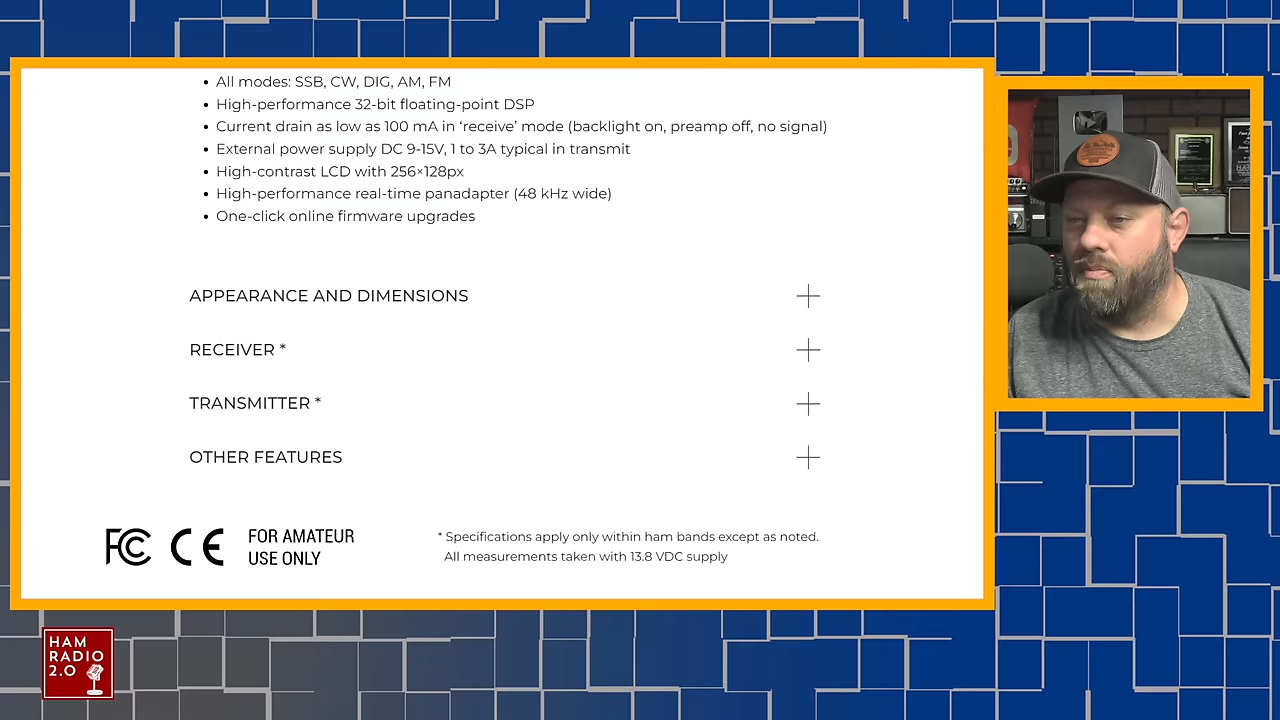 All modes: SSB, CW, DIG, AM, FM
High-performance 32-bit floating-point DSP
Current drain as low as 100 mA in ‘receive’ mode (backlight on, preamp off, no signal)
External power supply DC 9-15V, 1 to 3A typical in transmit
High-contrast LCD with 256×128px
High-performance real-time panadapter (48 kHz wide)
One-click online firmware upgrades
APPEARANCE AND DIMENSIONS
RECEIVER *
TRANSMITTER *
OTHER FEATURES
FC CE
FOR AMATEUR
USE ONLY
* Specifications apply only within ham bands except as noted.
All measurements taken with 13.8 VDC supply
HAM
RADIO
2.0